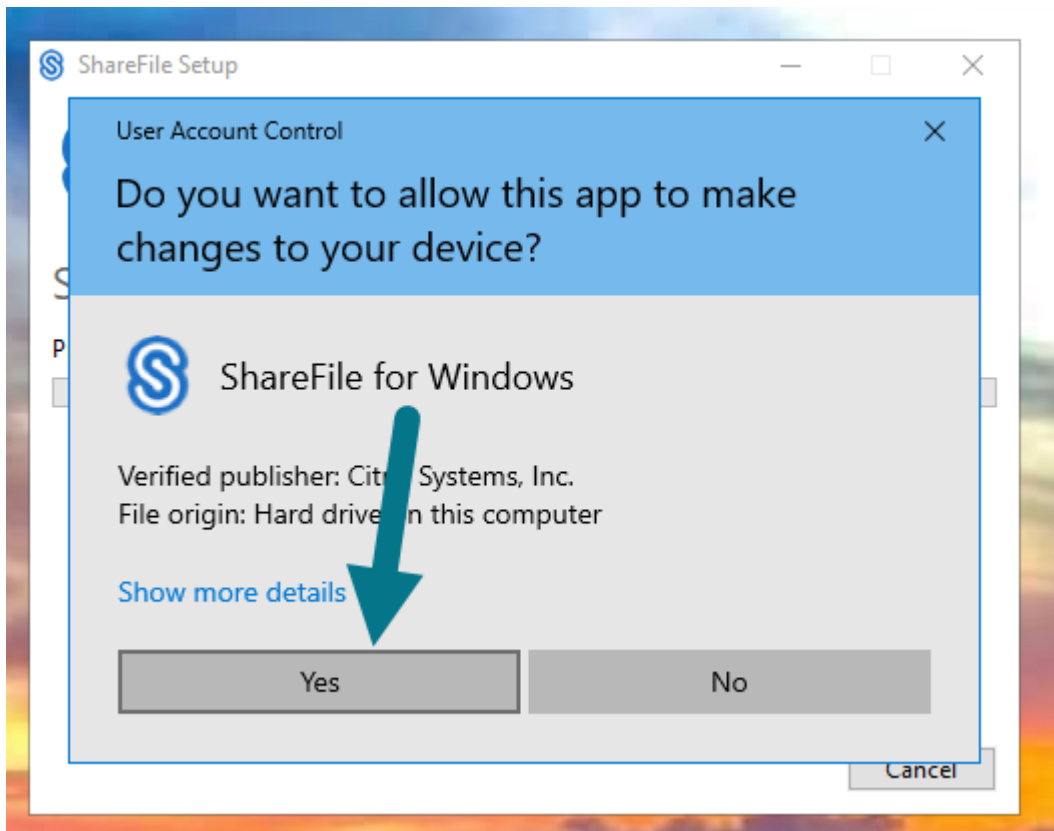 ShareFile Setup
User Account Control
Do you want to allow this app to make
changes to your device?
S
P
ShareFile for Windows
Verified publisher: Systems, Inc.
File origin: Hard drive this computer
Show more details
Yes
No
Cancel